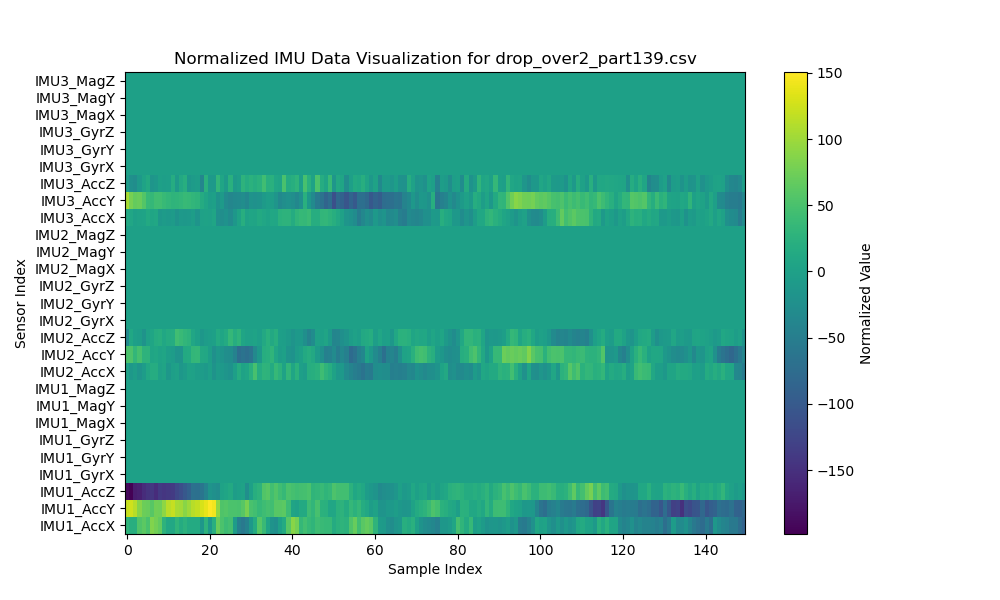 Normalized IMU Data Visualization for drop_over2_part139.csv
IMU3_MagZ
IMU3_MagY
IMU3_MagX
IMU3_GyrZ
IMU3_GyrY
IMU3_GyrX
IMU3_AccZ
IMU3_AccY
IMU3_AccX
IMU2_MagZ
IMU2_MagY
IMU2_MagX
IMU2_GyrZ
IMU2_GyrY
IMU2_GyrX
IMU2_AccZ
IMU2_AccY
IMU2_AccX
IMU1_MagZ
IMU1_MagY
IMU1_MagX
IMU1_GyrZ
IMU1_GyrY
IMU1_GyrX
IMU1_AccZ
IMU1_AccY
IMU1_AccX
Sensor Index
0 20 40 60 80 100 120 140
Sample Index
150
100
50
0
−50
−100
−150
Normalized Value